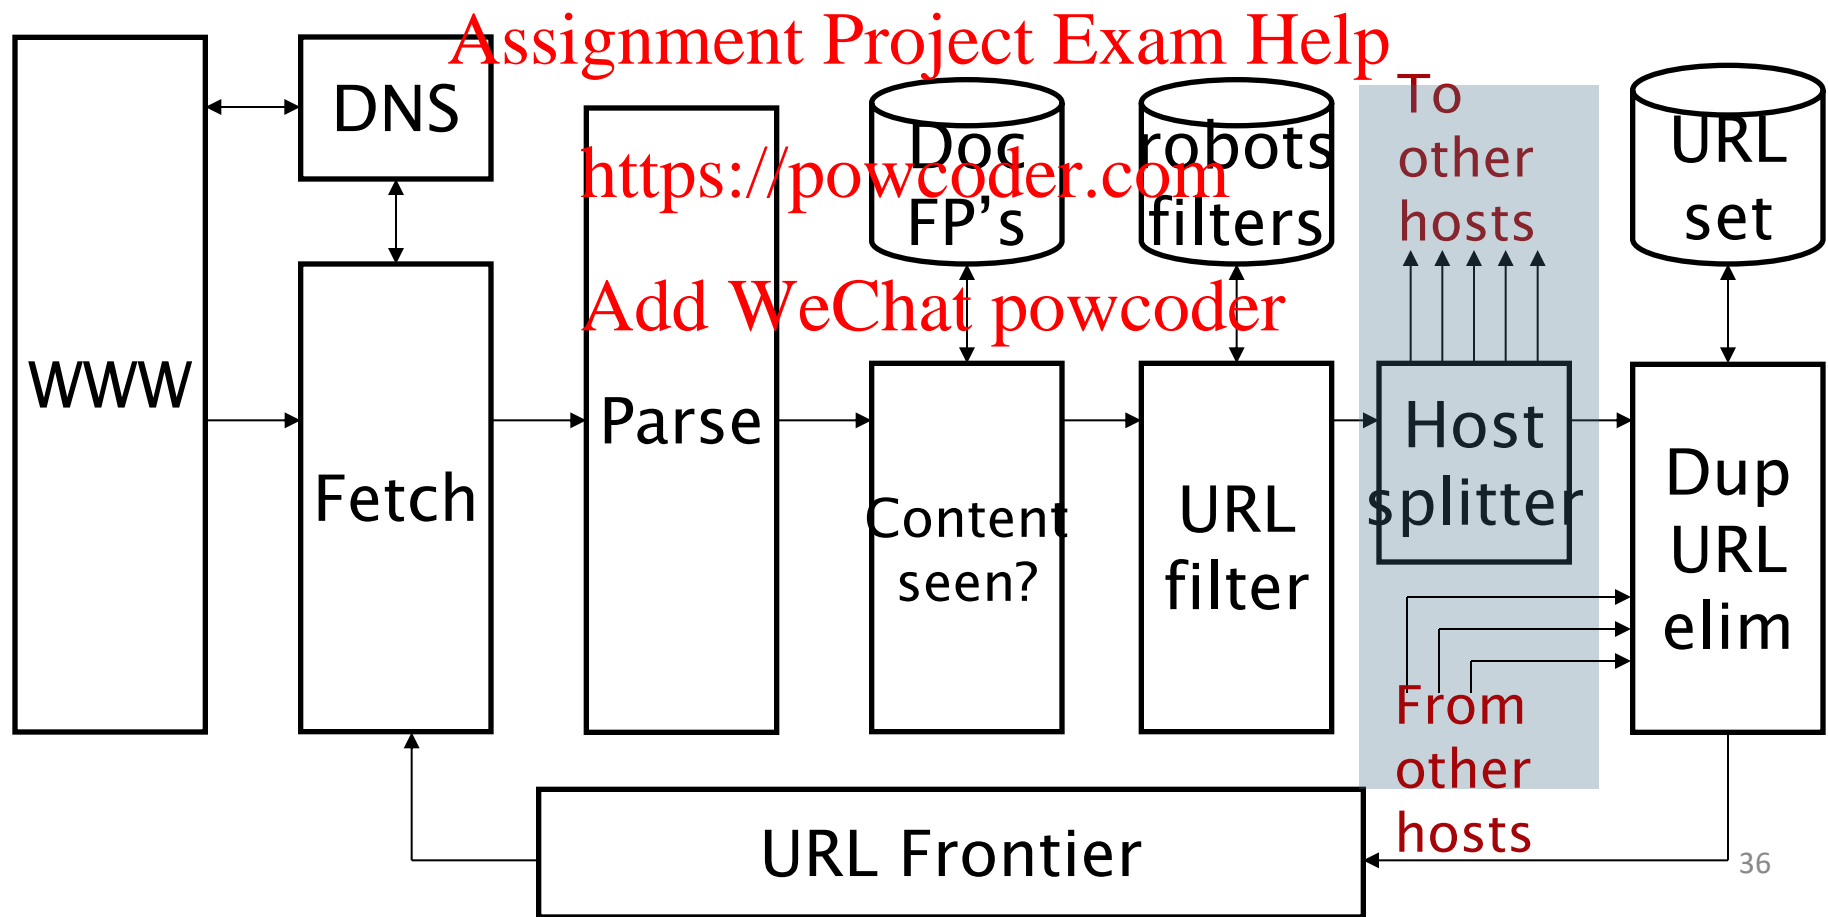 Assignment Project Exam Help
https://powcoder.com
Add WeChat powcoder
WWW
DNS
Fetch
Parse
Doc
FP’s
Content
seen?
robots
filters
URL
filter
To
other
hosts
Host
splitter
From
other
hosts
URL
set
Dup
URL
elim
URL Frontier
36